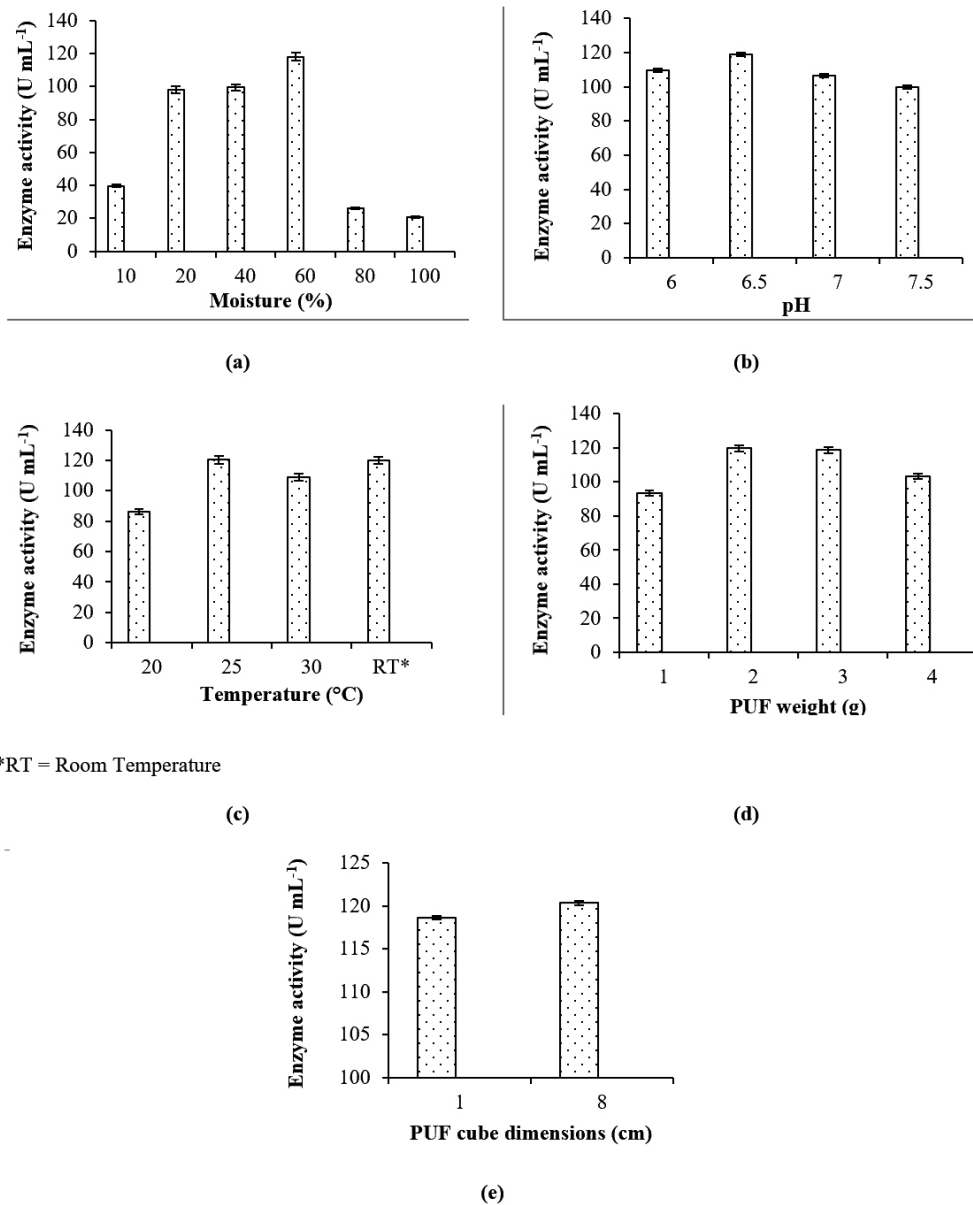 140
120
100
80
60
40
20
0
Enzyme activity (U mL⁻¹)
10 20 40 60 80 100
Moisture (%)
(a)
140
120
100
80
60
40
20
0
Enzyme activity (U mL⁻¹)
6 6.5 7 7.5
pH
(b)
140
120
100
80
60
40
20
0
Enzyme activity (U mL⁻¹)
20 25 30 RT*
Temperature (°C)
*RT = Room Temperature
(c)
140
120
100
80
60
40
20
0
Enzyme activity (U mL⁻¹)
1 2 3 4
PUF weight (g)
(d)
125
120
115
110
105
100
Enzyme activity (U mL⁻¹)
1 8
PUF cube dimensions (cm)
(e)